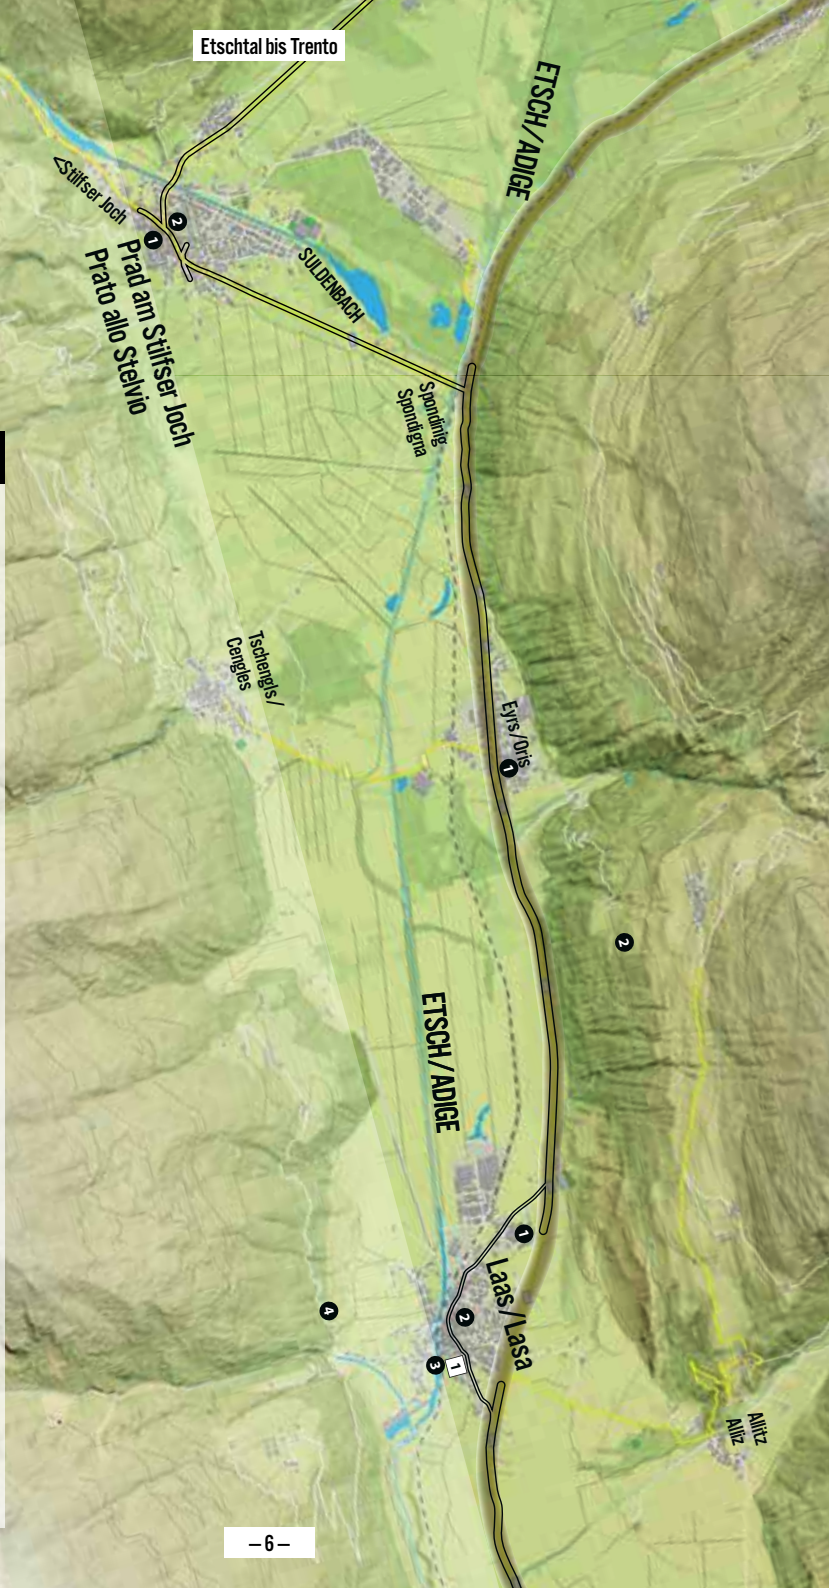 Etschtal bis Trento
ETSCH/ADIGE
<Stilfser Joch
2
1
Prad am Stilfser Joch
Prato allo Stelvio
SULDENBACH
Spondinig
Spondigna
Tschengls/
Cengles
Eyrs/Oris
1
2
ETSCH/ADIGE
1
Laas/Lasa
2
4
3
1
Allitz
Alliz
– 6 –